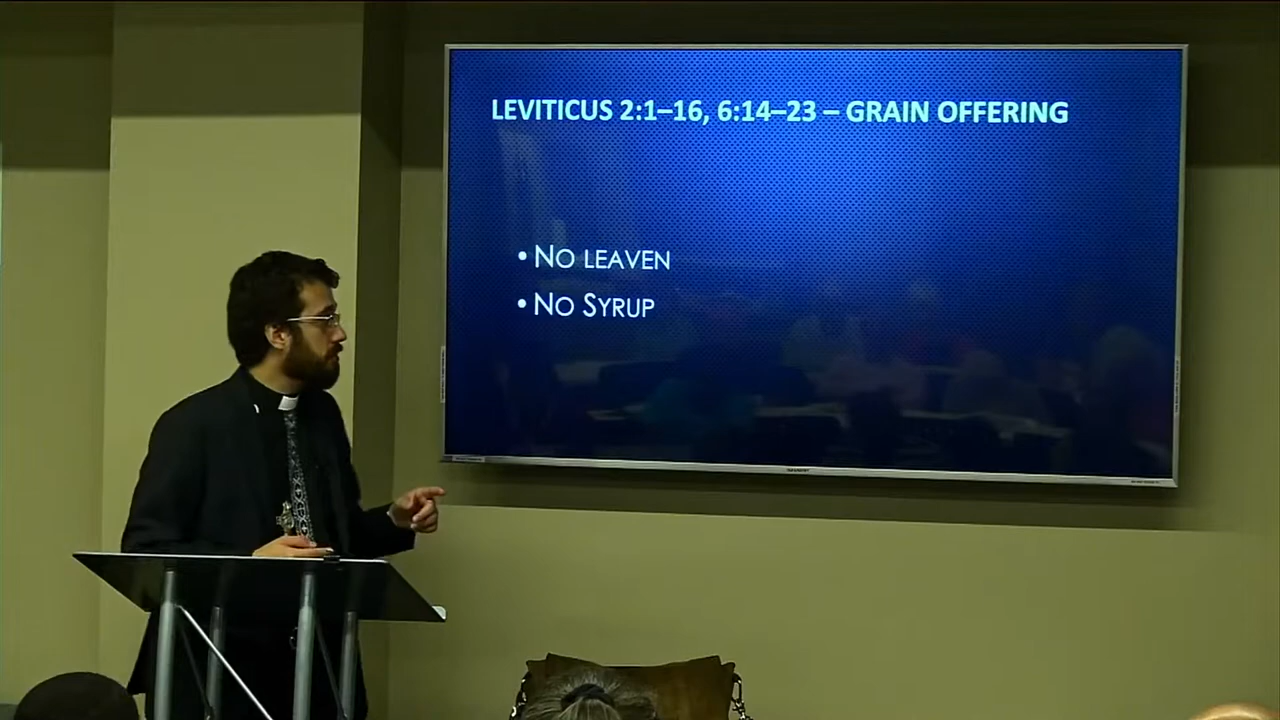 LEVITICUS 2:1–16, 6:14–23 – GRAIN OFFERING
• NO LEAVEN
• NO SYRUP